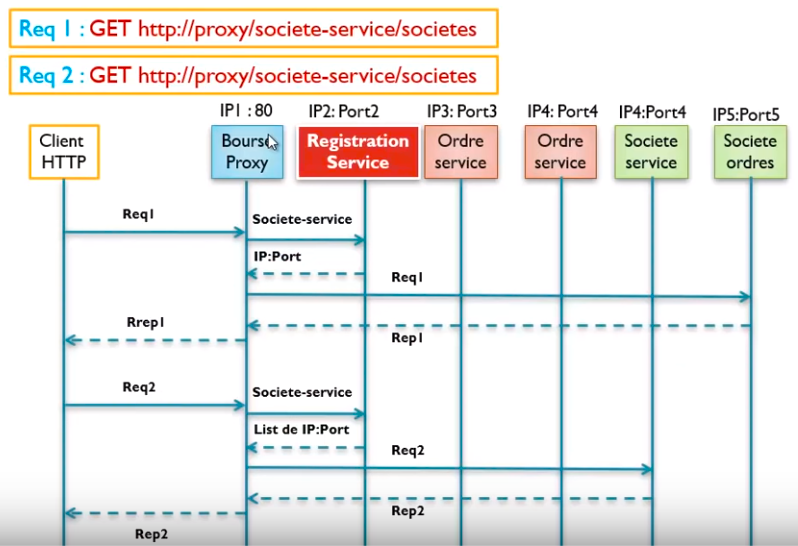 Req 1 : GET http://proxy/societe-service/societes
Req 2 : GET http://proxy/societe-service/societes
IP1 :80
IP2: Port2
IP3: Port3
IP4: Port4
IP4:Port4
IP5:Port5
Client
HTTP
Bourse
Proxy
Registration
Service
Ordre
service
Ordre
service
Societe
service
Societe
ordres
Req1
Societe-service
IP:Port
Req1
Rrep1
Rep1
Req2
Societe-service
List de IP:Port
Req2
Rep2
Rep2